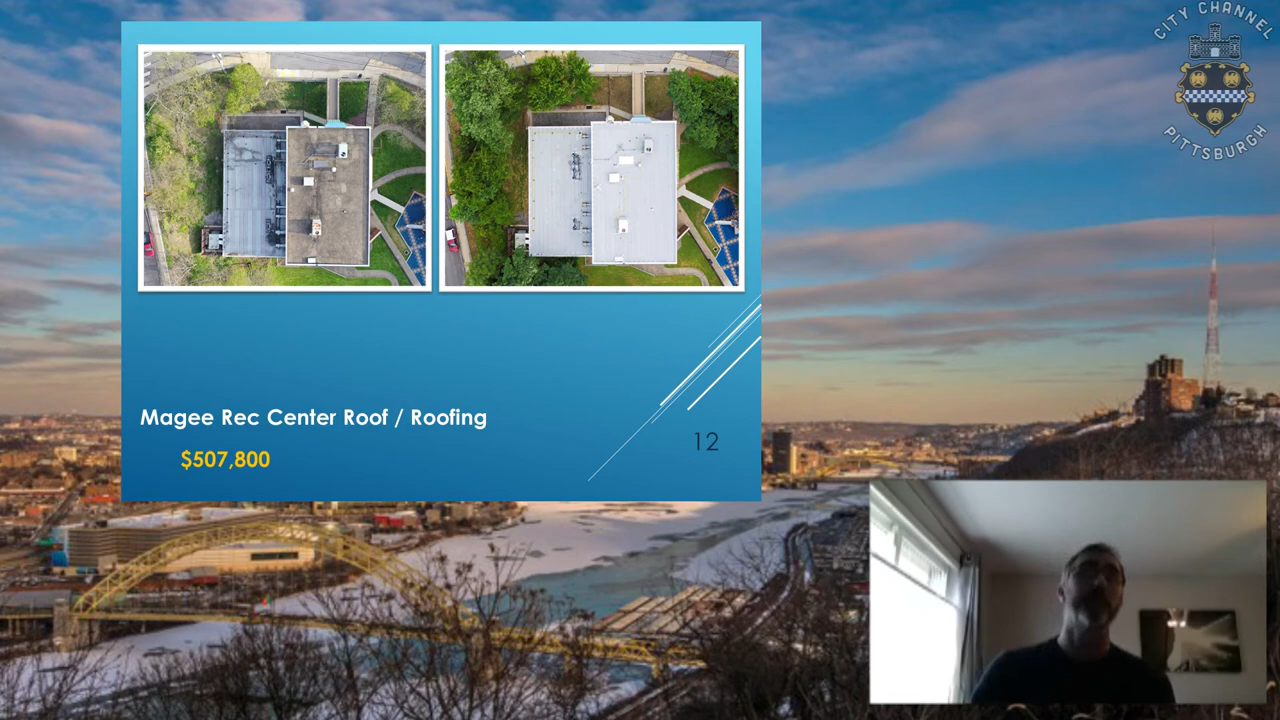 CITY CHANNEL
PITTSBURGH
Magee Rec Center Roof / Roofing
$507,800
12